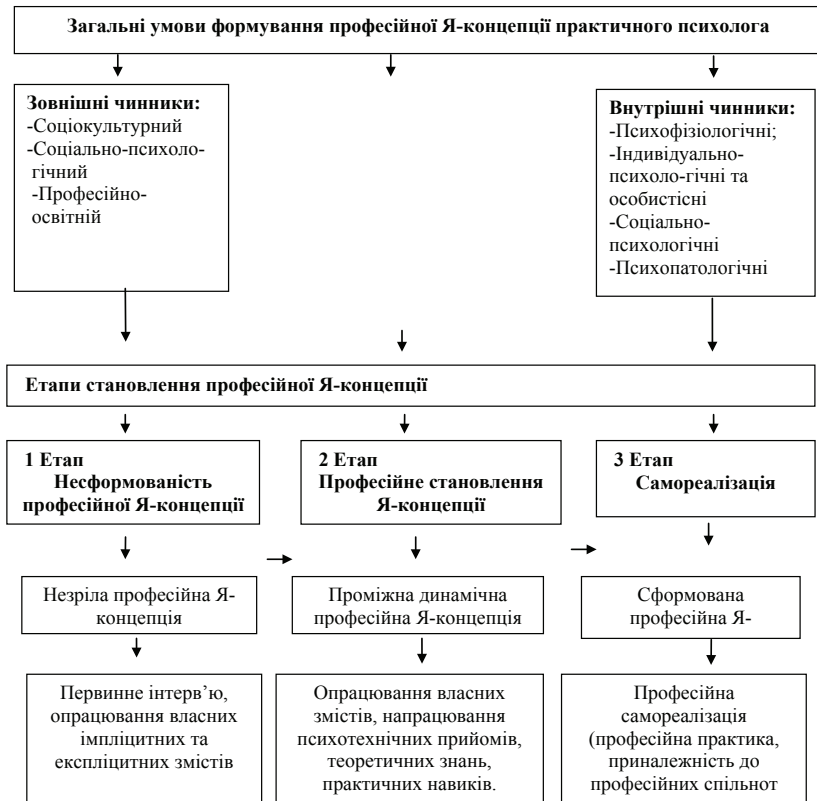 Загальні умови формування професійної Я-концепції практичного психолога
Зовнішні чинники:
-Соціокультурний
-Соціально-психоло-
гічний
-Професійно-
освітній
Внутрішні чинники:
-Психофізіологічні;
-Індивідуально-
психоло-гічні та
особистісні
-Соціально-
психологічні
-Психопатологічні
Етапи становлення професійної Я-концепції
1 Етап
Несформованість
професійної Я-концепції
2 Етап
Професійне становлення
Я-концепції
3 Етап
Самореалізація
Незріла професійна Я-
концепція
Проміжна динамічна
професійна Я-концепція
Сформована
професійна Я-
Первинне інтерв’ю,
опрацювання власних
імпліцитних та
експліцитних змістів
Опрацювання власних
змістів, напрацювання
психотехнічних прийомів,
теоретичних знань,
практичних навиків.
Професійна
самореалізація
(професійна практика,
приналежність до
професійних спільнот